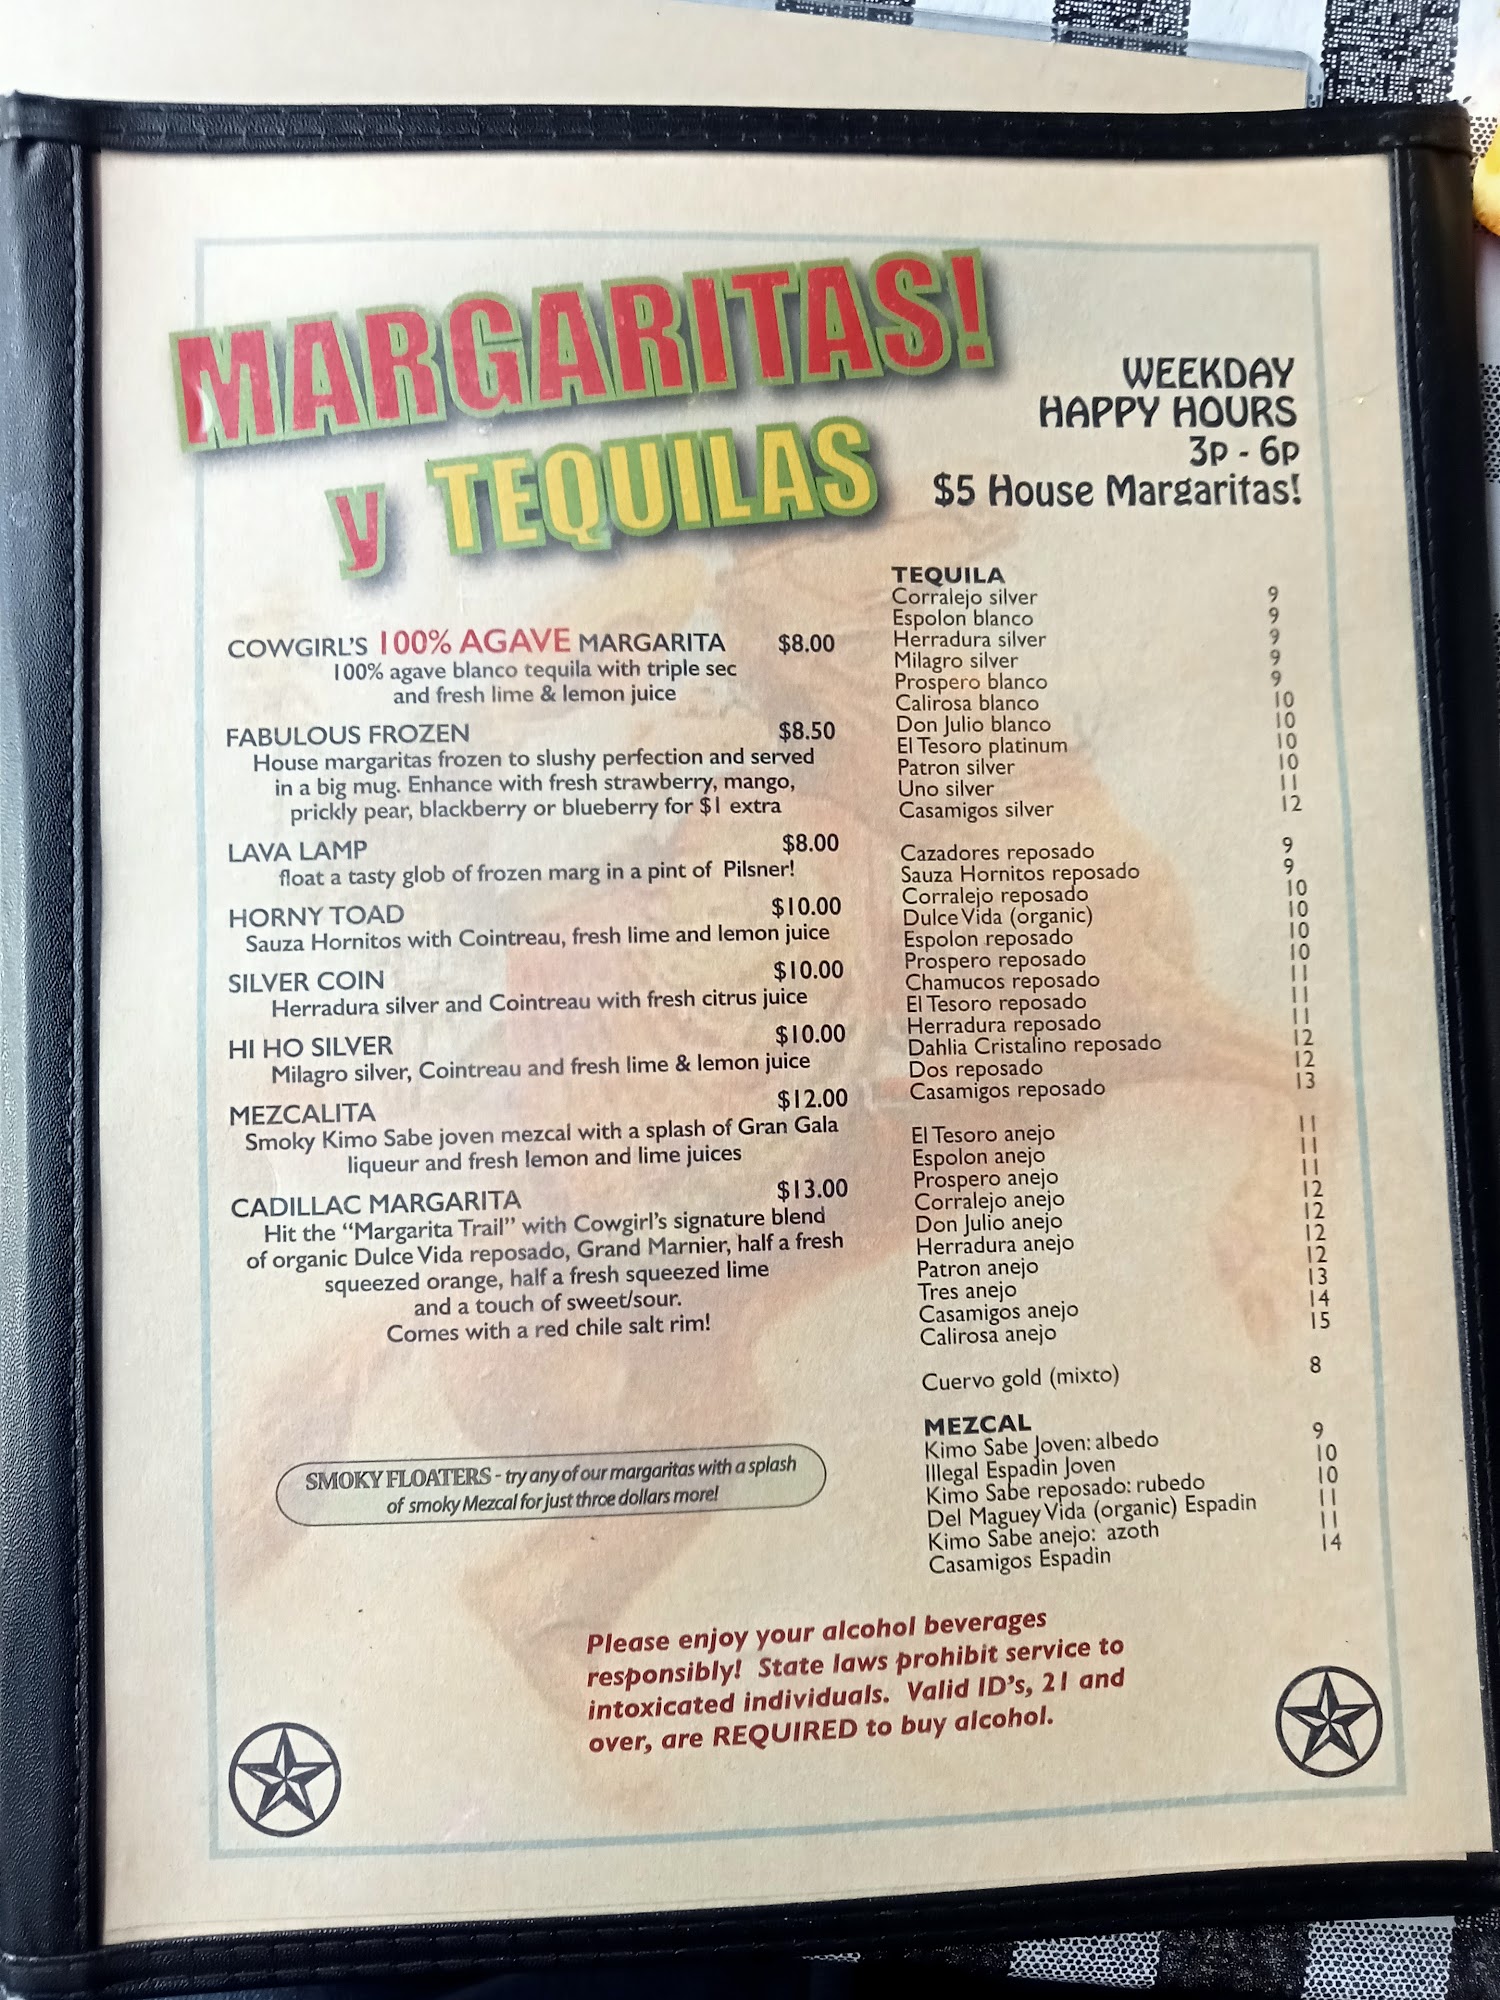 MARGARITAS!
y TEQUILAS
WEEKDAY
HAPPY HOURS
3P - 6P
$5 House Margaritas!
COWGIRL'S 100% AGAVE MARGARITA $8.00
100% agave blanco tequila with triple sec
and fresh lime & lemon juice
FABULOUS FROZEN $8.50
House margaritas frozen to slushy perfection and served
in a big mug. Enhance with fresh strawberry, mango,
prickly pear, blackberry or blueberry for $1 extra
LAVA LAMP $8.00
float a tasty glob of frozen marg in a pint of Pilsner!
HORNY TOAD $10.00
Sauza Hornitos with Cointreau, fresh lime and lemon juice
SILVER COIN $10.00
Herradura silver and Cointreau with fresh citrus juice
HI HO SILVER $10.00
Milagro silver, Cointreau and fresh lime & lemon juice
MEZCALITA $12.00
Smoky Kimo Sabe joven mezcal with a splash of Gran Gala
liqueur and fresh lemon and lime juices
CADILLAC MARGARITA $13.00
Hit the "Margarita Trail" with Cowgirl's signature blend
of organic Dulce Vida reposado, Grand Marnier, half a fresh
squeezed orange, half a fresh squeezed lime
and a touch of sweet/sour.
Comes with a red chile salt rim!
SMOKY FLOATERS - try any of our margaritas with a splash
of smoky Mezcal for just three dollars more!
TEQUILA
Corralejo silver 9
Espolon blanco 9
Herradura silver 9
Milagro silver 9
Prospero blanco 9
Calirosa blanco 10
Don Julio blanco 10
El Tesoro platinum 10
Patron silver 10
Uno silver 11
Casamigos silver 12
Cazadores reposado 9
Sauza Hornitos reposado 9
Corralejo reposado 10
Dulce Vida (organic) 10
Espolon reposado 10
Prospero reposado 10
Chamucos reposado 11
El Tesoro reposado 11
Herradura reposado 11
Dahlia Cristalino reposado 12
Dos reposado 12
Casamigos reposado 13
El Tesoro anejo 11
Espolon anejo 11
Prospero anejo 11
Corralejo anejo 12
Don Julio anejo 12
Herradura anejo 12
Patron anejo 12
Tres anejo 13
Casamigos anejo 14
Calirosa anejo 15
Cuervo gold (mixto) 8
MEZCAL
Kimo Sabe Joven: albedo 9
Illegal Espadin Joven 10
Kimo Sabe reposado: rubedo 10
Del Maguey Vida (organic) Espadin 11
Kimo Sabe anejo: azoth 11
Casamigos Espadin 14
Please enjoy your alcohol beverages
responsibly! State laws prohibit service to
intoxicated individuals. Valid ID's, 21 and
over, are REQUIRED to buy alcohol.